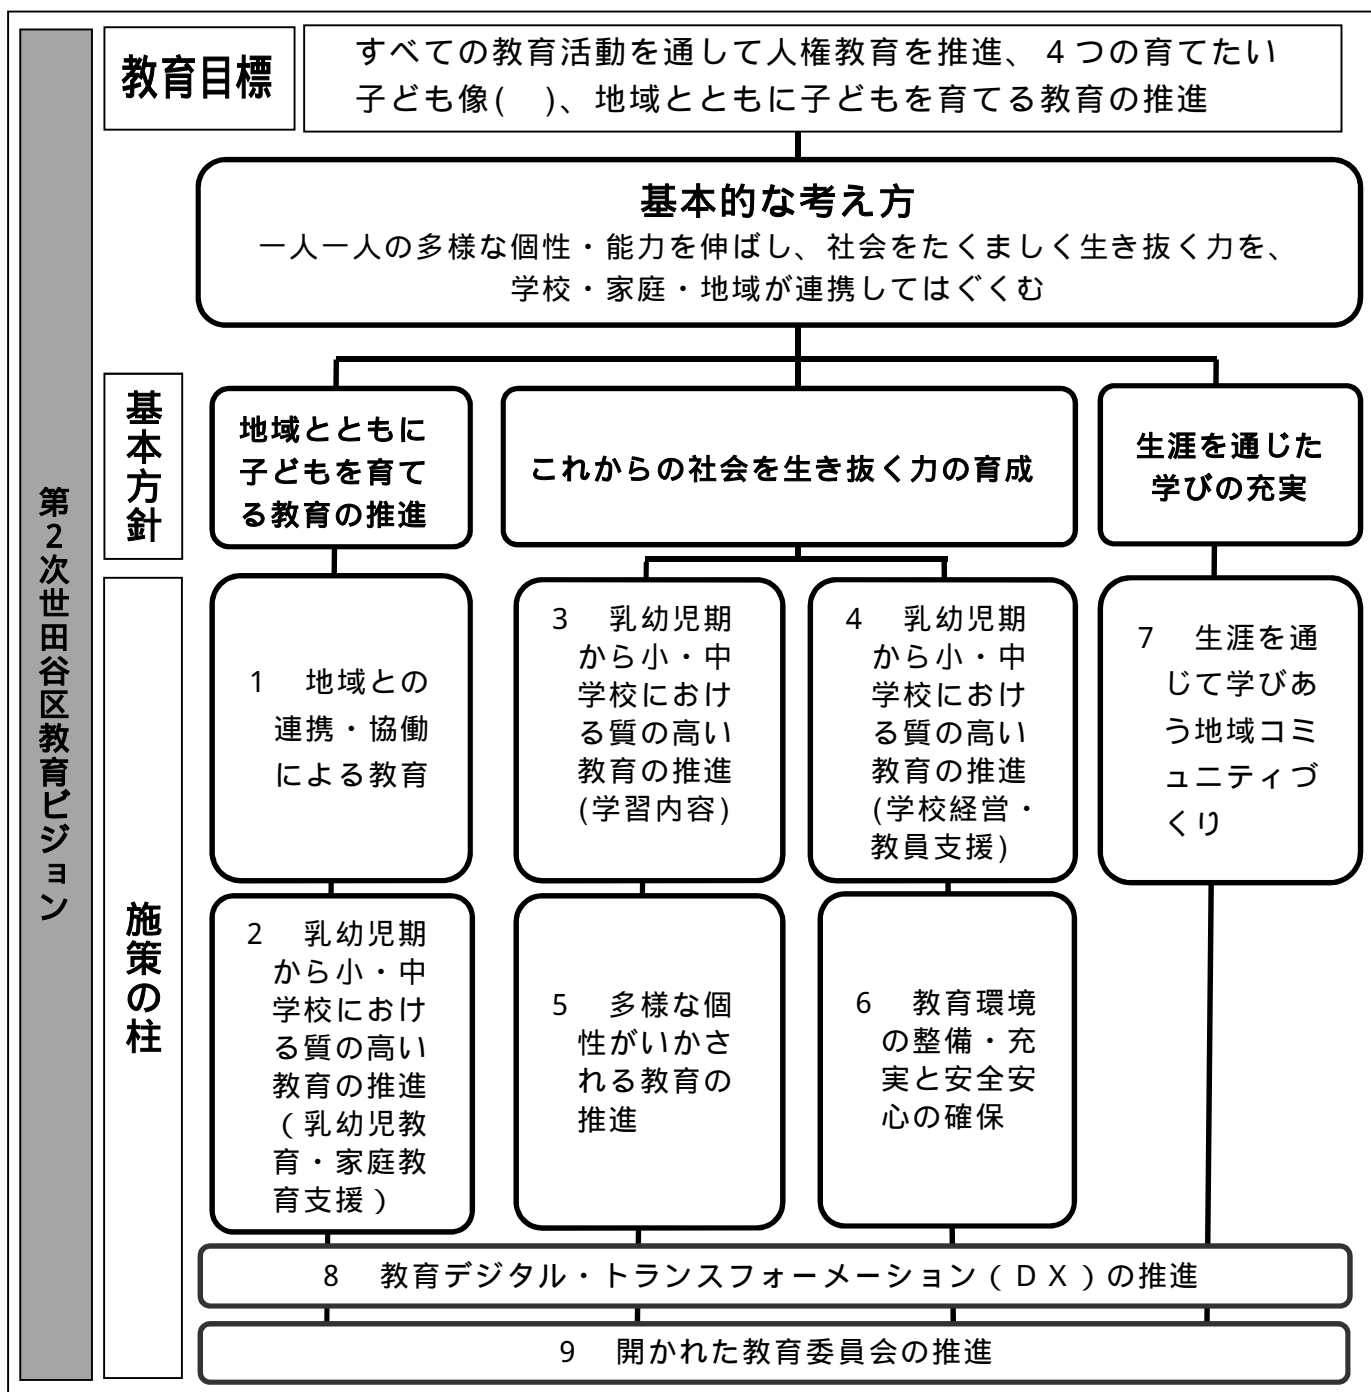 第2次世田谷区教育ビジョン
教育目標
すべての教育活動を通して人権教育を推進、4つの育てたい
子ども像(　)、地域とともに子どもを育てる教育の推進
基本的な考え方
一人一人の多様な個性・能力を伸ばし、社会をたくましく生き抜く力を、
学校・家庭・地域が連携してはぐくむ
基本方針
地域とともに
子どもを育て
る教育の推進
これからの社会を生き抜く力の育成
生涯を通じた
学びの充実
施策の柱
1　地域との
連携・協働
による教育
2　乳幼児期
から小・中
学校におけ
る質の高い
教育の推進
(乳幼児教
育・家庭教
育支援)
3　乳幼児期
から小・中
学校におけ
る質の高い
教育の推進
(学習内容)
4　乳幼児期
から小・中
学校におけ
る質の高い
教育の推進
(学校経営・
教員支援)
5　多様な個
性がいかさ
れる教育の
推進
6　教育環境
の整備・充
実と安全安
心の確保
7　生涯を通
じて学びあ
う地域コミ
ュニティづ
くり
8　教育デジタル・トランスフォーメーション(DX)の推進
9　開かれた教育委員会の推進